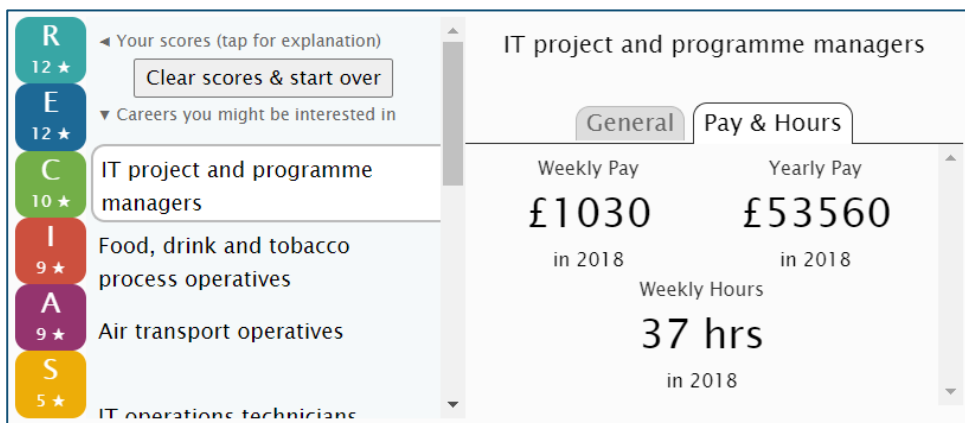 R
12 ★
E
12 ★
C
10 ★
I
9 ★
A
9 ★
S
5 ★
◄ Your scores (tap for explanation)
Clear scores & start over
▼ Careers you might be interested in
IT project and programme
managers
Food, drink and tobacco
process operatives
Air transport operatives
IT operations technicians
IT project and programme managers
General
Pay & Hours
Weekly Pay
£1030
in 2018
Yearly Pay
£53560
in 2018
Weekly Hours
37 hrs
in 2018